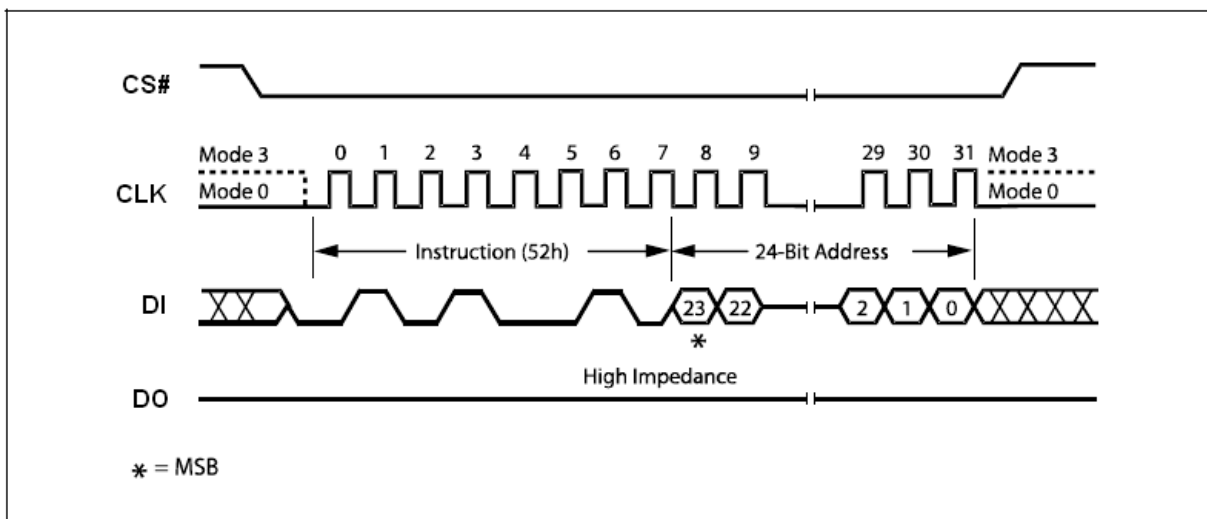 CS#
Mode 3 0 1 2 3 4 5 6 7 8 9 29 30 31 Mode 3
CLK Mode 0 Mode 0
Instruction (52h) 24-Bit Address
DI 23 22 2 1 0
*
High Impedance
DO
* = MSB